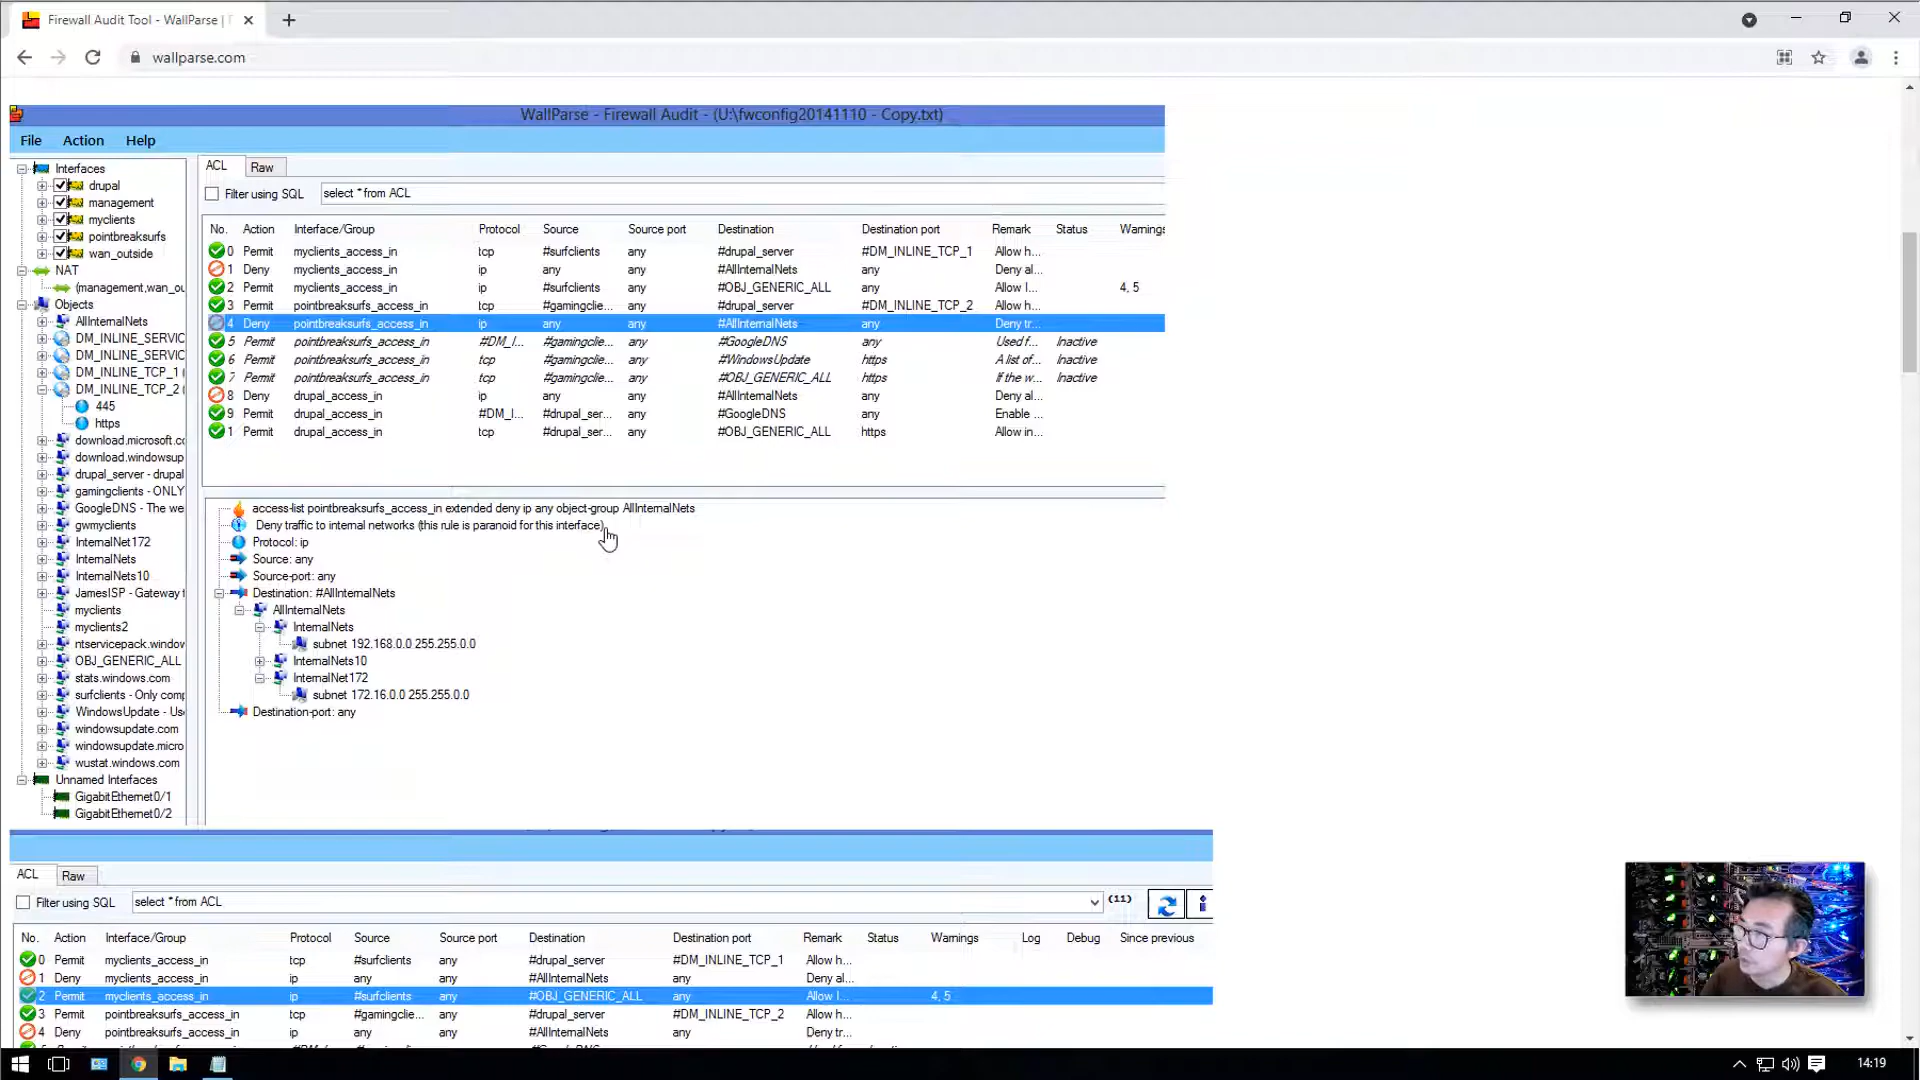 Firewall Audit Tool - WallParse |
wallparse.com
WallParse - Firewall Audit - (U:\fwconfig20141110 - Copy.txt)
File Action Help
Interfaces
drupal
management
myclients
pointbreaksurfs
wan_outside
NAT
(management,wan_ou
Objects
AllInternalNets
DM_INLINE_SERVIC
DM_INLINE_SERVIC
DM_INLINE_TCP_1 (
DM_INLINE_TCP_2 (
445
https
download.microsoft.co
download.windowsup
drupal_server - drupal
gamingclients - ONLY
GoogleDNS - The we
gwmyclients
InternalNet172
InternalNets
InternalNets10
JamesISP - Gateway f
myclients
myclients2
ntservicepack.window
OBJ_GENERIC_ALL
stats.windows.com
surfclients - Only comp
WindowsUpdate - Us
windowsupdate.com
windowsupdate.micro
wustat.windows.com
Unnamed Interfaces
GigabitEthernet0/1
GigabitEthernet0/2
ACL Raw
Filter using SQL select * from ACL
No. Action Interface/Group Protocol Source Source port Destination Destination port Remark Status Warnings
0 Permit myclients_access_in tcp #surfclients any #drupal_server #DM_INLINE_TCP_1 Allow h...
1 Deny myclients_access_in ip any any #AllInternalNets any Deny al...
2 Permit myclients_access_in ip #surfclients any #OBJ_GENERIC_ALL any Allow I... 4, 5
3 Permit pointbreaksurfs_access_in tcp #gamingclie... any #drupal_server #DM_INLINE_TCP_2 Allow h...
4 Deny pointbreaksurfs_access_in ip any any #AllInternalNets any Deny tr...
5 Permit pointbreaksurfs_access_in #DM_I... #gamingclie... any #GoogleDNS any Used f... Inactive
6 Permit pointbreaksurfs_access_in tcp #gamingclie... any #WindowsUpdate https A list of... Inactive
7 Permit pointbreaksurfs_access_in tcp #gamingclie... any #OBJ_GENERIC_ALL https If the w... Inactive
8 Deny drupal_access_in ip any any #AllInternalNets any Deny al...
9 Permit drupal_access_in #DM_I... #drupal_ser... any #GoogleDNS any Enable ...
1 Permit drupal_access_in tcp #drupal_ser... any #OBJ_GENERIC_ALL https Allow in...
access-list pointbreaksurfs_access_in extended deny ip any object-group AllInternalNets
Deny traffic to internal networks (this rule is paranoid for this interface)
Protocol: ip
Source: any
Source-port: any
Destination: #AllInternalNets
AllInternalNets
InternalNets
subnet 192.168.0.0 255.255.0.0
InternalNets10
InternalNet172
subnet 172.16.0.0 255.255.0.0
Destination-port: any
ACL Raw
Filter using SQL select * from ACL (11)
No. Action Interface/Group Protocol Source Source port Destination Destination port Remark Status Warnings Log Debug Since previous
0 Permit myclients_access_in tcp #surfclients any #drupal_server #DM_INLINE_TCP_1 Allow h...
1 Deny myclients_access_in ip any any #AllInternalNets any Deny al...
2 Permit myclients_access_in ip #surfclients any #OBJ_GENERIC_ALL any Allow I... 4, 5
3 Permit pointbreaksurfs_access_in tcp #gamingclie... any #drupal_server #DM_INLINE_TCP_2 Allow h...
4 Deny pointbreaksurfs_access_in ip any any #AllInternalNets any Deny tr...
14:19